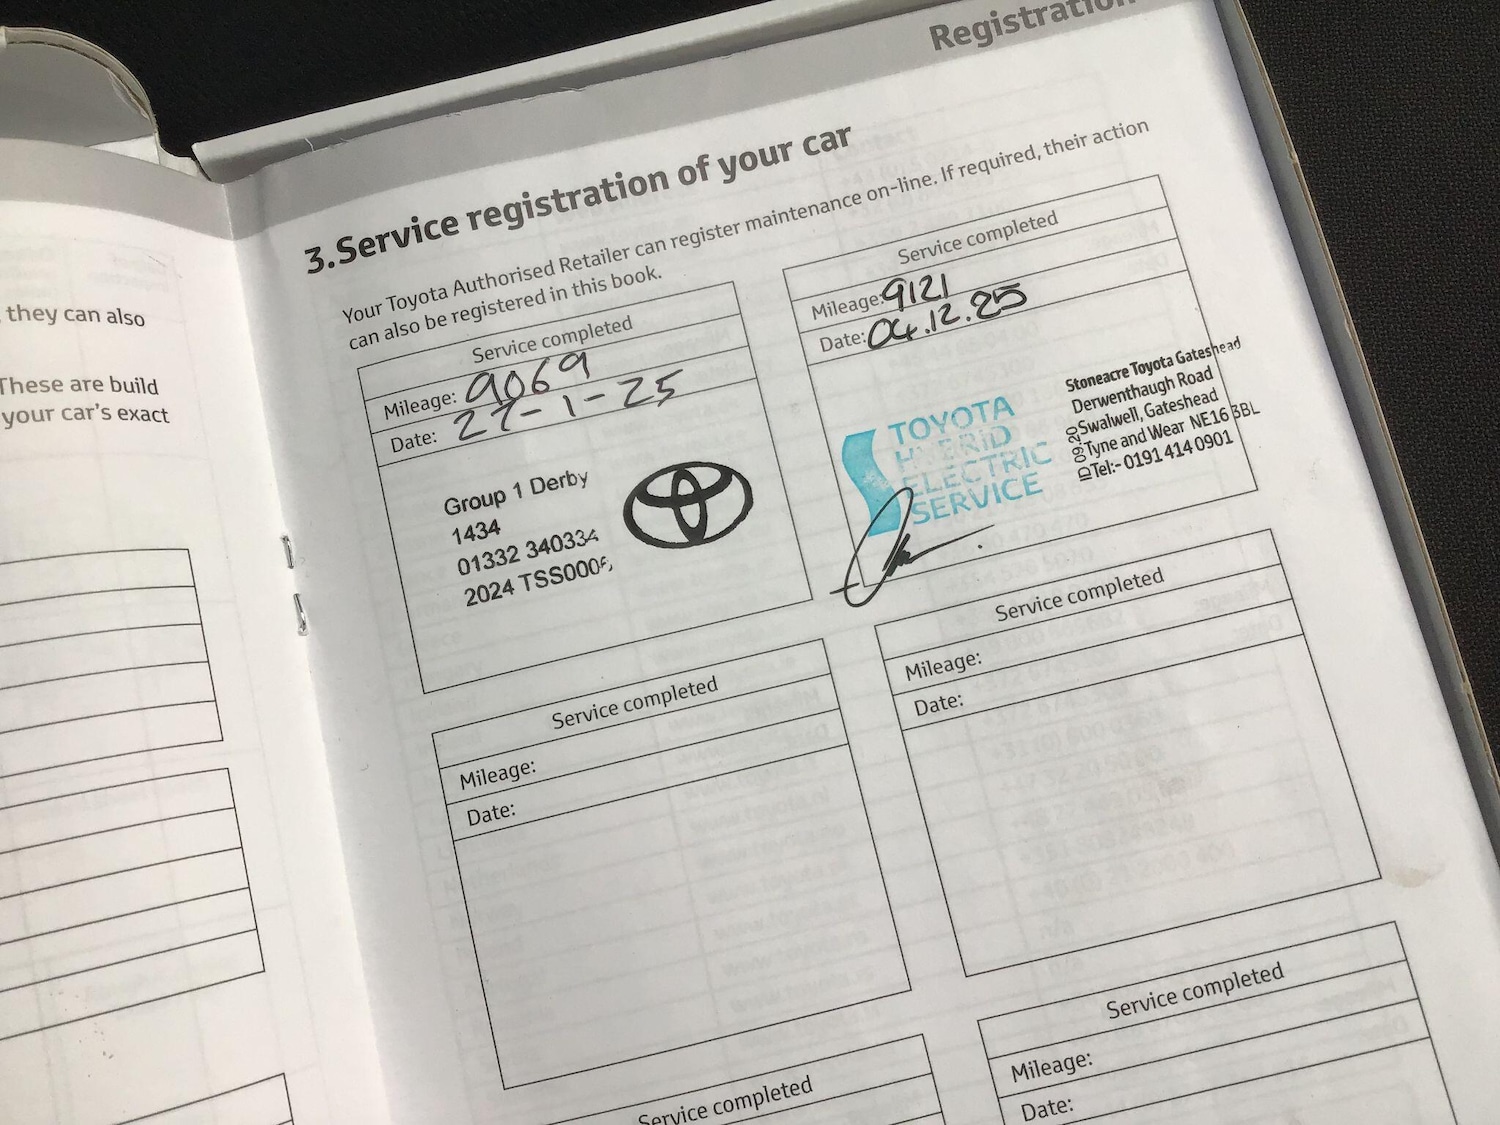 Registration
, they can also
These are build
your car's exact
3. Service registration of your car
Your Toyota Authorised Retailer can register maintenance on-line. If required, their action
can also be registered in this book.
Service completed
Mileage: 9069
Date: 27-1-25
Group 1 Derby
1434
01332 340334
Service completed
Mileage: 9121
Date: 04.12.25
TOYOTA
HYBRID
ELECTRIC
SERVICE
Stoneacre Toyota Gateshead
Derwenthaugh Road
Swalwell, Gateshead
Tyne and Wear NE16 3BL
Tel:- 0191 414 0901
ID 09.20
2024
Service completed
Mileage:
Date:
Service completed
Mileage:
Date:
Service completed
Service completed
Mileage:
Date: